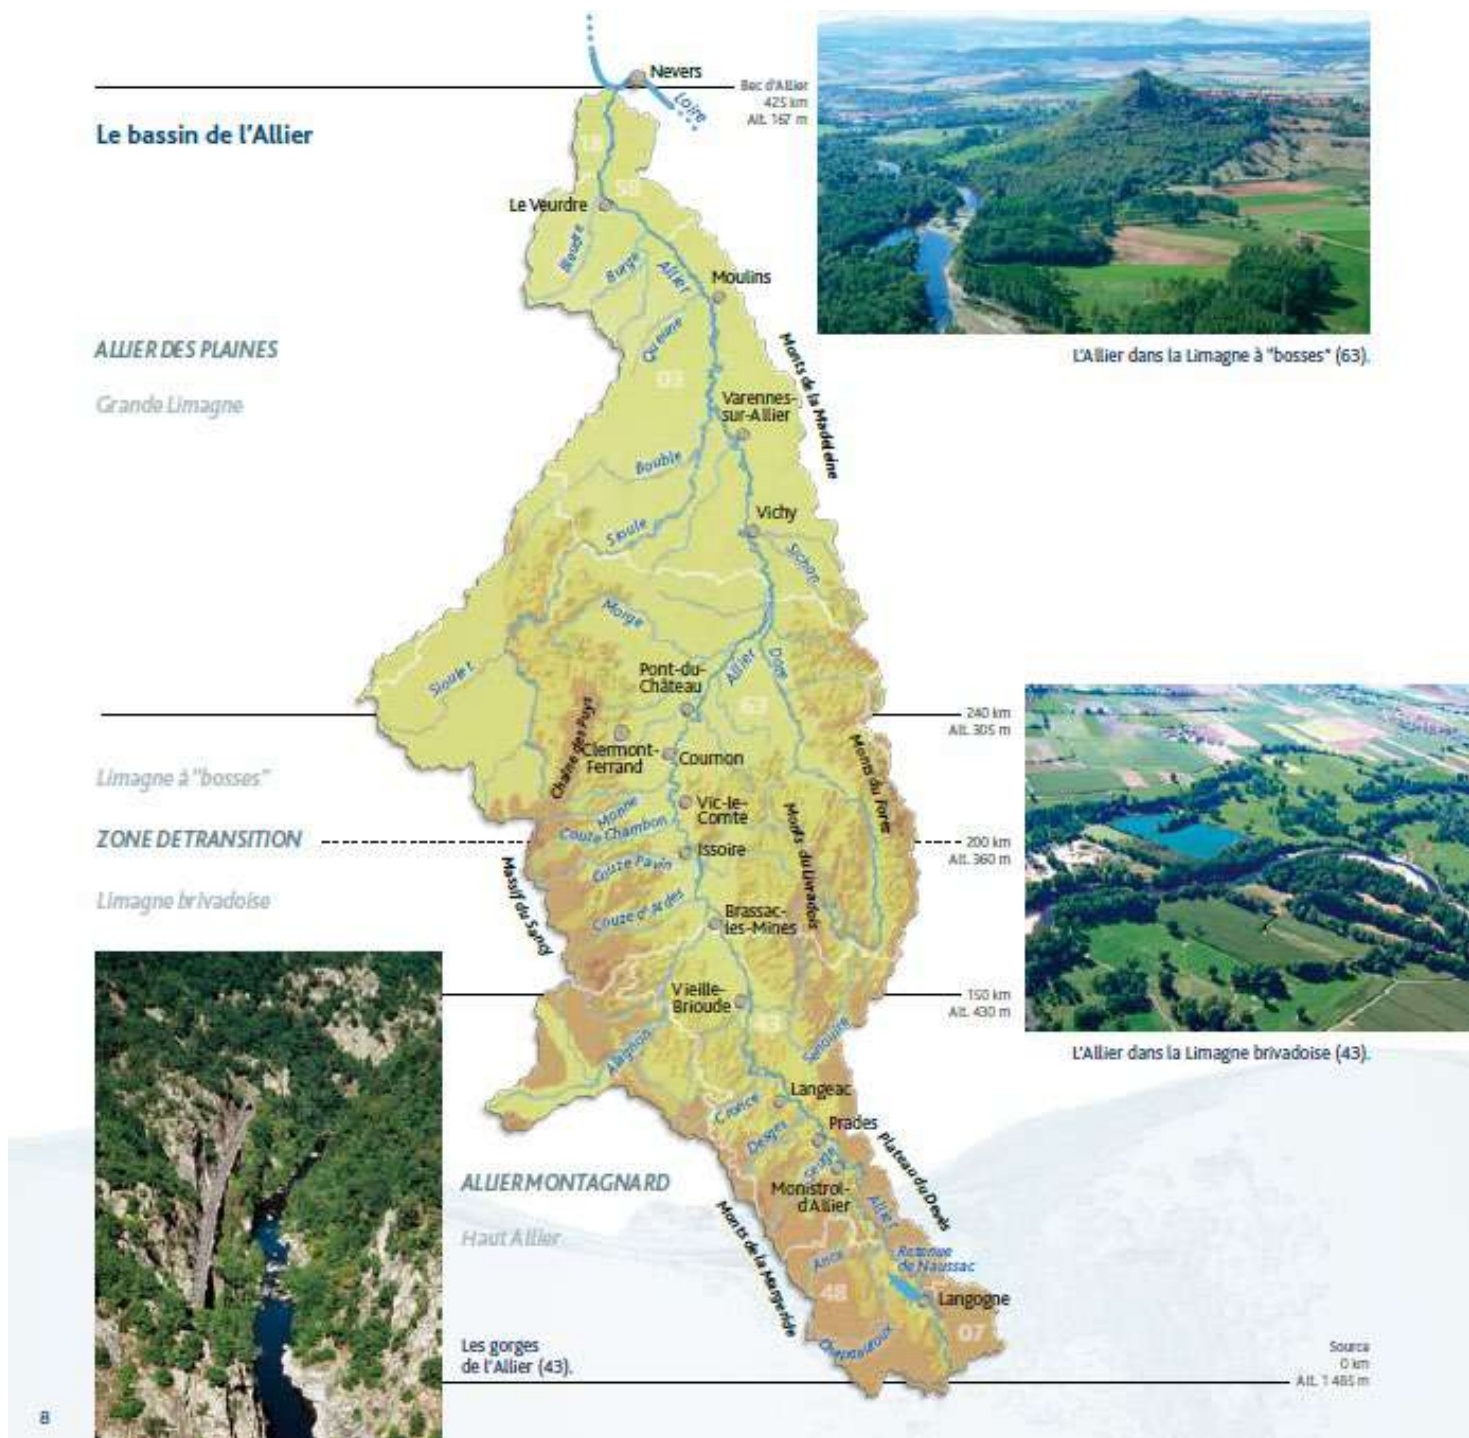 Nevers
Loire
Bec d'Allier
425 km
Alt. 167 m
Le bassin de l'Allier
18
58
Le Veurdre
Bieudre
Burge
Allier
Moulins
Queune
L'Allier dans la Limagne à "bosses" (63).
ALLIER DES PLAINES
Grande Limagne
03
Monts de la Madeleine
Varennes-
sur-Allier
Bouble
Sioule
Vichy
Sichon
Morge
Sioulet
Pont-du-
Château
Allier
Dore
63
240 km
Alt. 305 m
Chaîne des Puys
Clermont-
Ferrand
Cournon
Monts du Forez
Limagne à "bosses"
Monne
Vic-le-
Comte
Couze Chambon
Monts du Livradois
ZONE DE TRANSITION
200 km
Alt. 360 m
Issoire
Couze Pavin
Massif du Sancy
Limagne brivadoise
Couze d'Ardes
Brassac-
les-Mines
Vieille-
Brioude
150 km
Alt. 430 m
43
Alagnon
Senouire
L'Allier dans la Limagne brivadoise (43).
Langeac
Cronce
Prades
Desges
Seuge
Plateau du Devès
ALLIER MONTAGNARD
Monistrol-
d'Allier
Allier
Haut Allier
Monts de la Margeride
Ance
Retenue
de Naussac
48
Langogne
07
Chapeauroux
Les gorges
de l'Allier (43).
Source
0 km
Alt. 1 485 m
8